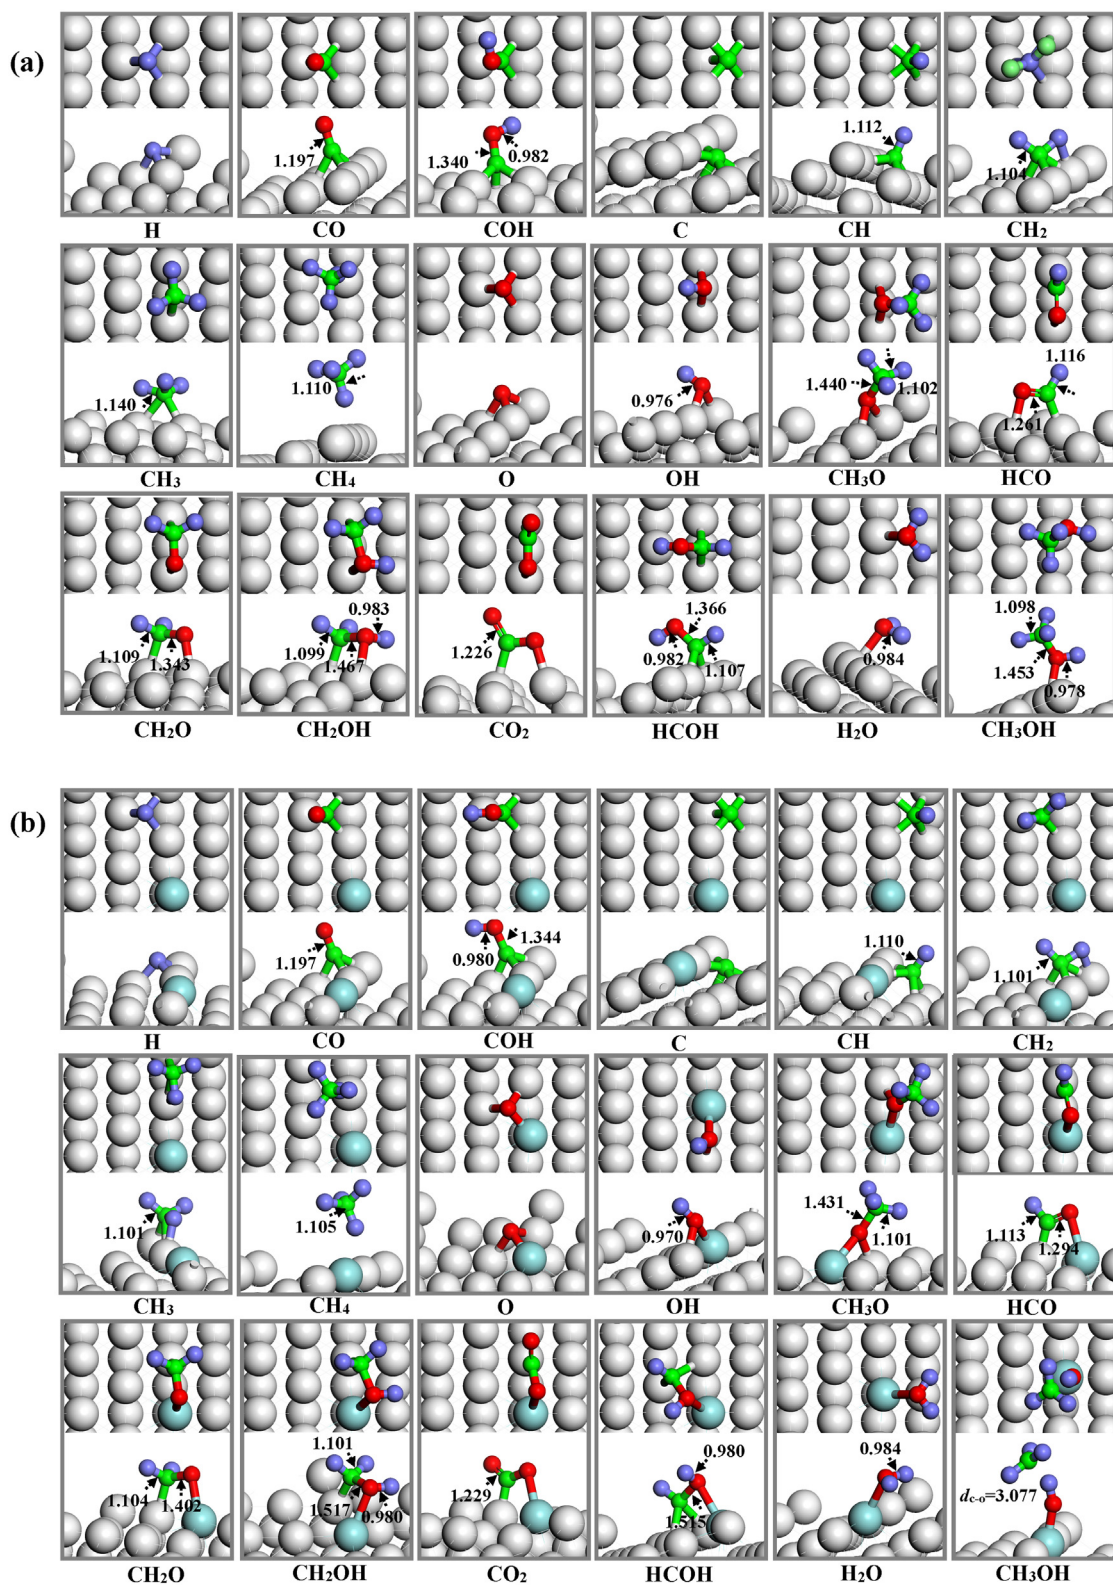 (a)
1.197
1.340
0.982
1.112
1.104
H
CO
COH
C
CH
CH₂
1.140
1.110
0.976
1.440
1.102
1.116
1.261
CH₃
CH₄
O
OH
CH₃O
HCO
1.109
1.343
0.983
1.099
1.467
1.226
1.366
0.982
1.107
0.984
1.098
1.453
0.978
CH₂O
CH₂OH
CO₂
HCOH
H₂O
CH₃OH
(b)
1.197
0.980
1.344
1.110
1.101
H
CO
COH
C
CH
CH₂
1.101
1.105
0.970
1.431
1.101
1.113
1.294
CH₃
CH₄
O
OH
CH₃O
HCO
1.104
1.402
1.101
1.517
0.980
1.229
0.980
1.515
0.984
d_C-O=3.077
CH₂O
CH₂OH
CO₂
HCOH
H₂O
CH₃OH